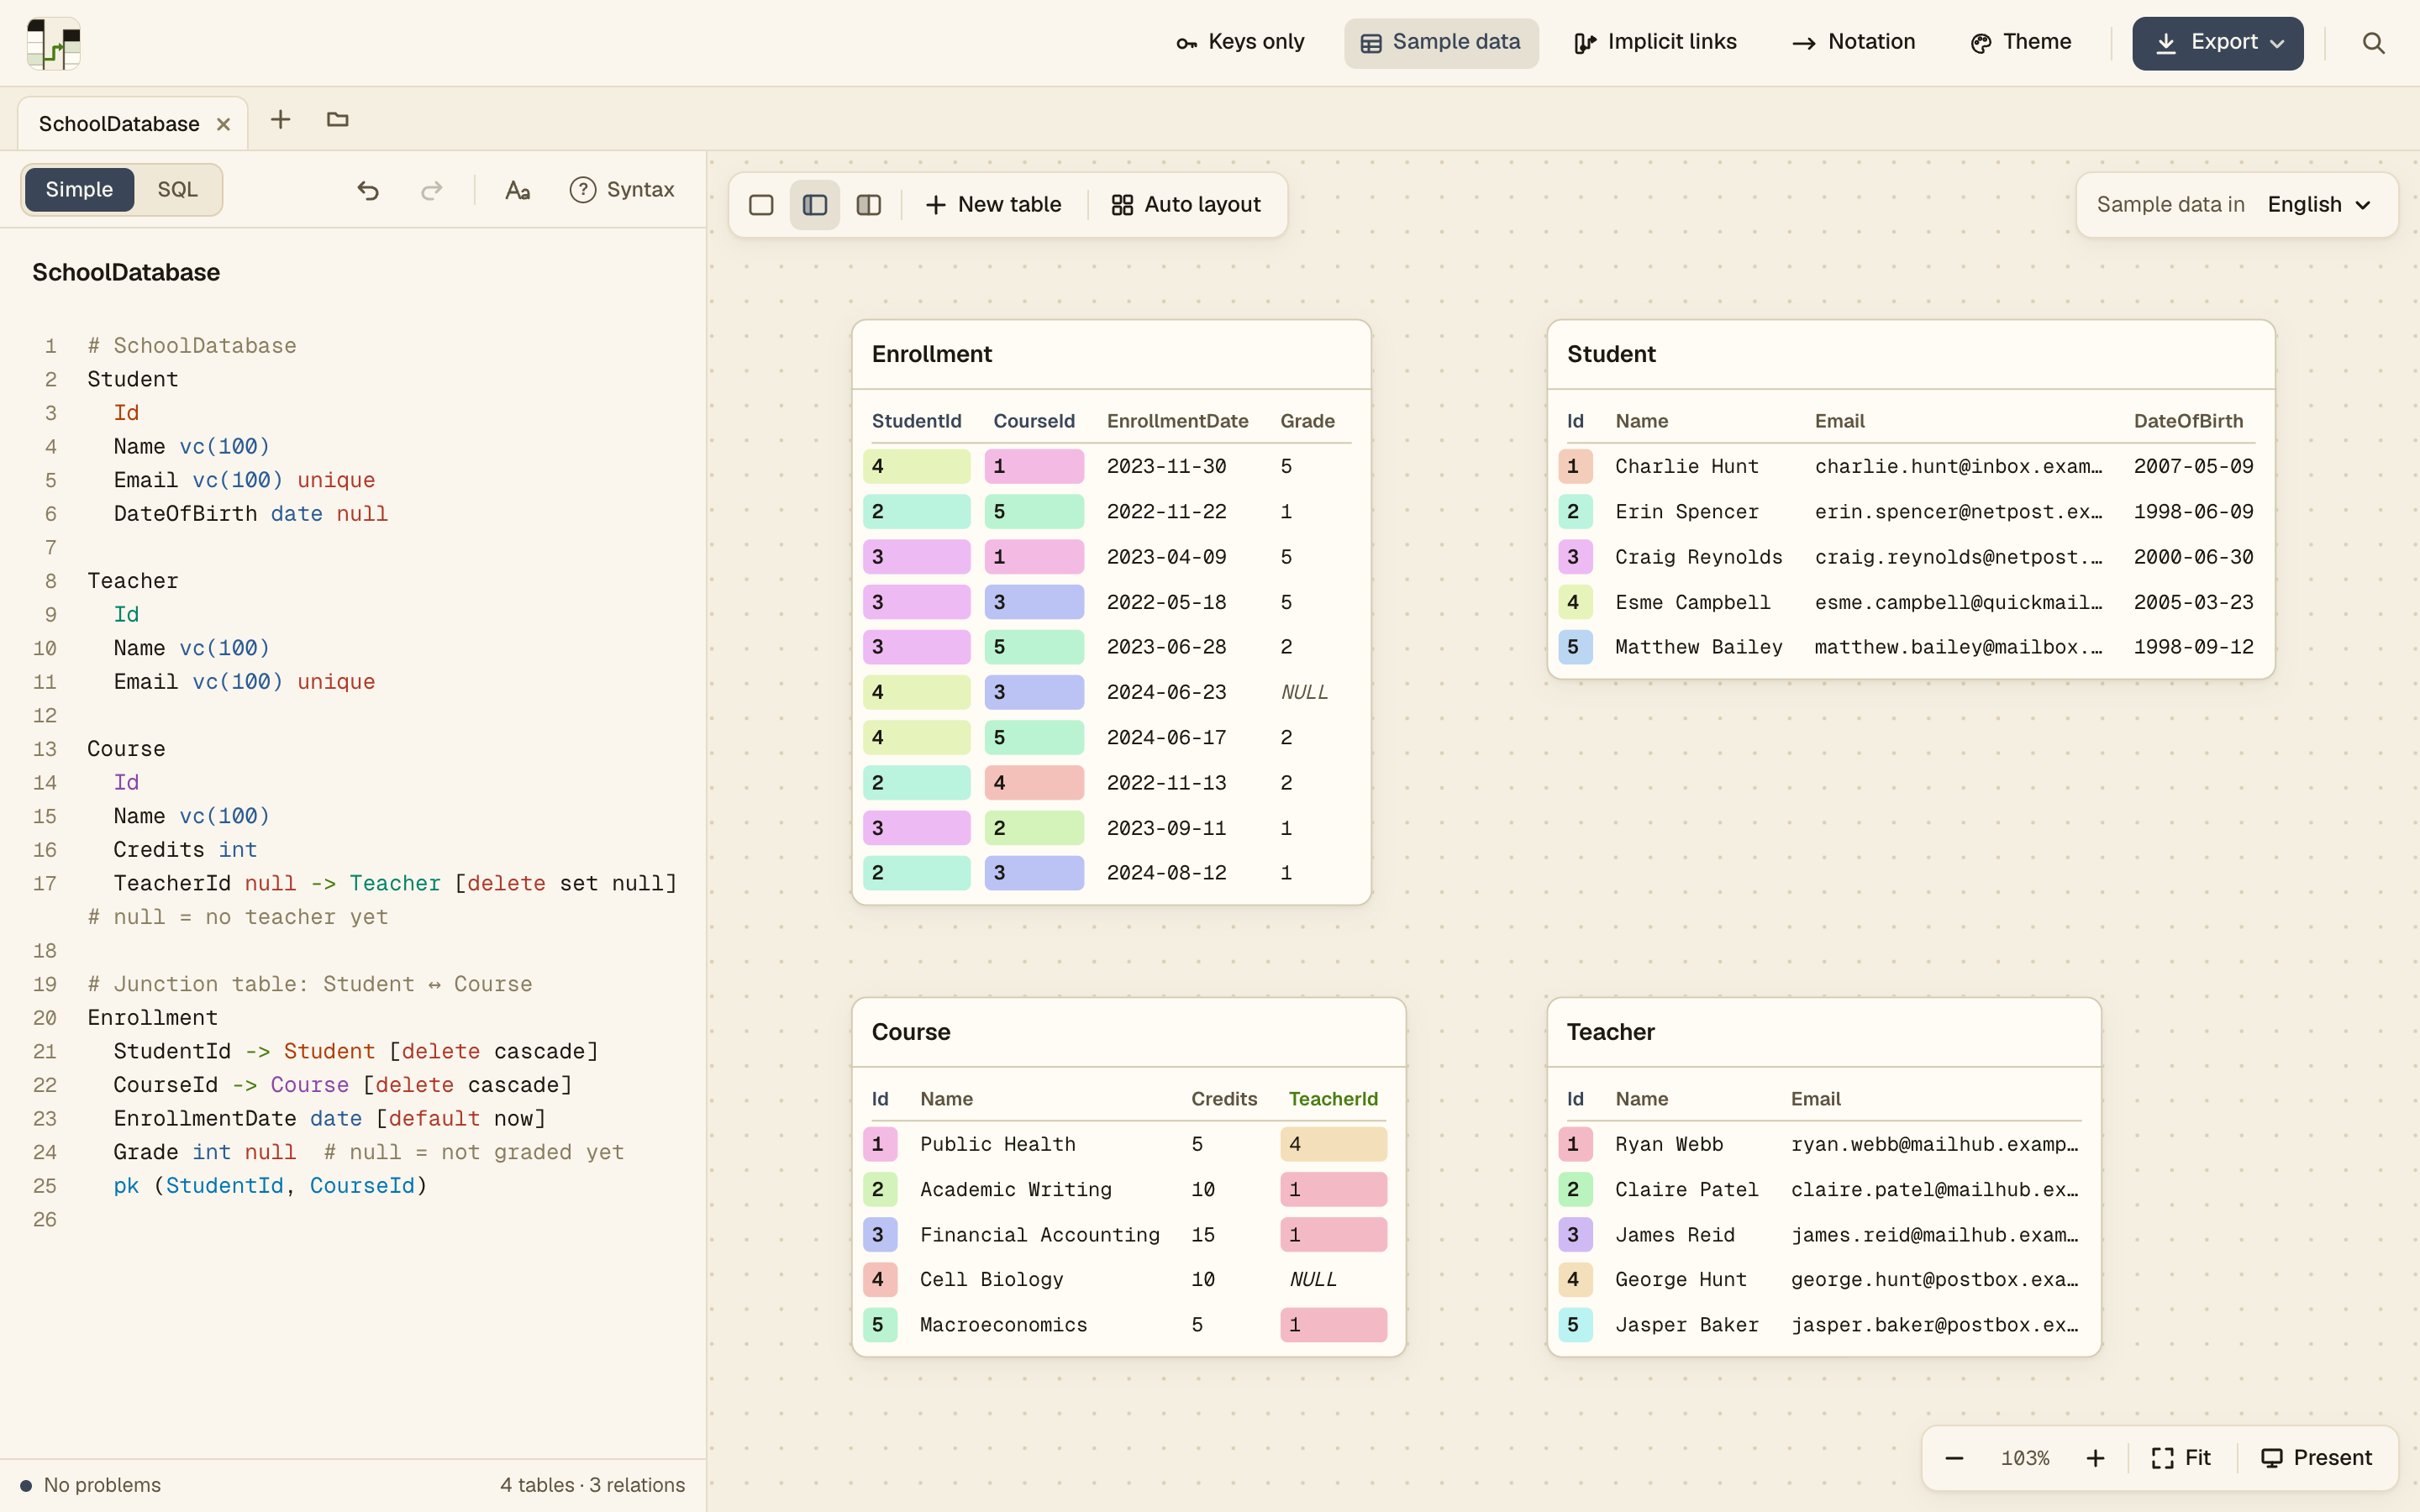 Keys only Sample data Implicit links Notation Theme Export
SchoolDatabase
Simple SQL Aa ? Syntax
SchoolDatabase
1 # SchoolDatabase
2 Student
3 Id
4 Name vc(100)
5 Email vc(100) unique
6 DateOfBirth date null
7
8 Teacher
9 Id
10 Name vc(100)
11 Email vc(100) unique
12
13 Course
14 Id
15 Name vc(100)
16 Credits int
17 TeacherId null -> Teacher [delete set null]
# null = no teacher yet
18
19 # Junction table: Student ↔ Course
20 Enrollment
21 StudentId -> Student [delete cascade]
22 CourseId -> Course [delete cascade]
23 EnrollmentDate date [default now]
24 Grade int null # null = not graded yet
25 pk (StudentId, CourseId)
26
No problems 4 tables · 3 relations
New table Auto layout
Sample data in English
Enrollment
StudentId CourseId EnrollmentDate Grade
4 1 2023-11-30 5
2 5 2022-11-22 1
3 1 2023-04-09 5
3 3 2022-05-18 5
3 5 2023-06-28 2
4 3 2024-06-23 NULL
4 5 2024-06-17 2
2 4 2022-11-13 2
3 2 2023-09-11 1
2 3 2024-08-12 1
Student
Id Name Email DateOfBirth
1 Charlie Hunt charlie.hunt@inbox.exam… 2007-05-09
2 Erin Spencer erin.spencer@netpost.ex… 1998-06-09
3 Craig Reynolds craig.reynolds@netpost.… 2000-06-30
4 Esme Campbell esme.campbell@quickmail… 2005-03-23
5 Matthew Bailey matthew.bailey@mailbox.… 1998-09-12
Course
Id Name Credits TeacherId
1 Public Health 5 4
2 Academic Writing 10 1
3 Financial Accounting 15 1
4 Cell Biology 10 NULL
5 Macroeconomics 5 1
Teacher
Id Name Email
1 Ryan Webb ryan.webb@mailhub.examp…
2 Claire Patel claire.patel@mailhub.ex…
3 James Reid james.reid@mailhub.exam…
4 George Hunt george.hunt@postbox.exa…
5 Jasper Baker jasper.baker@postbox.ex…
103% Fit Present